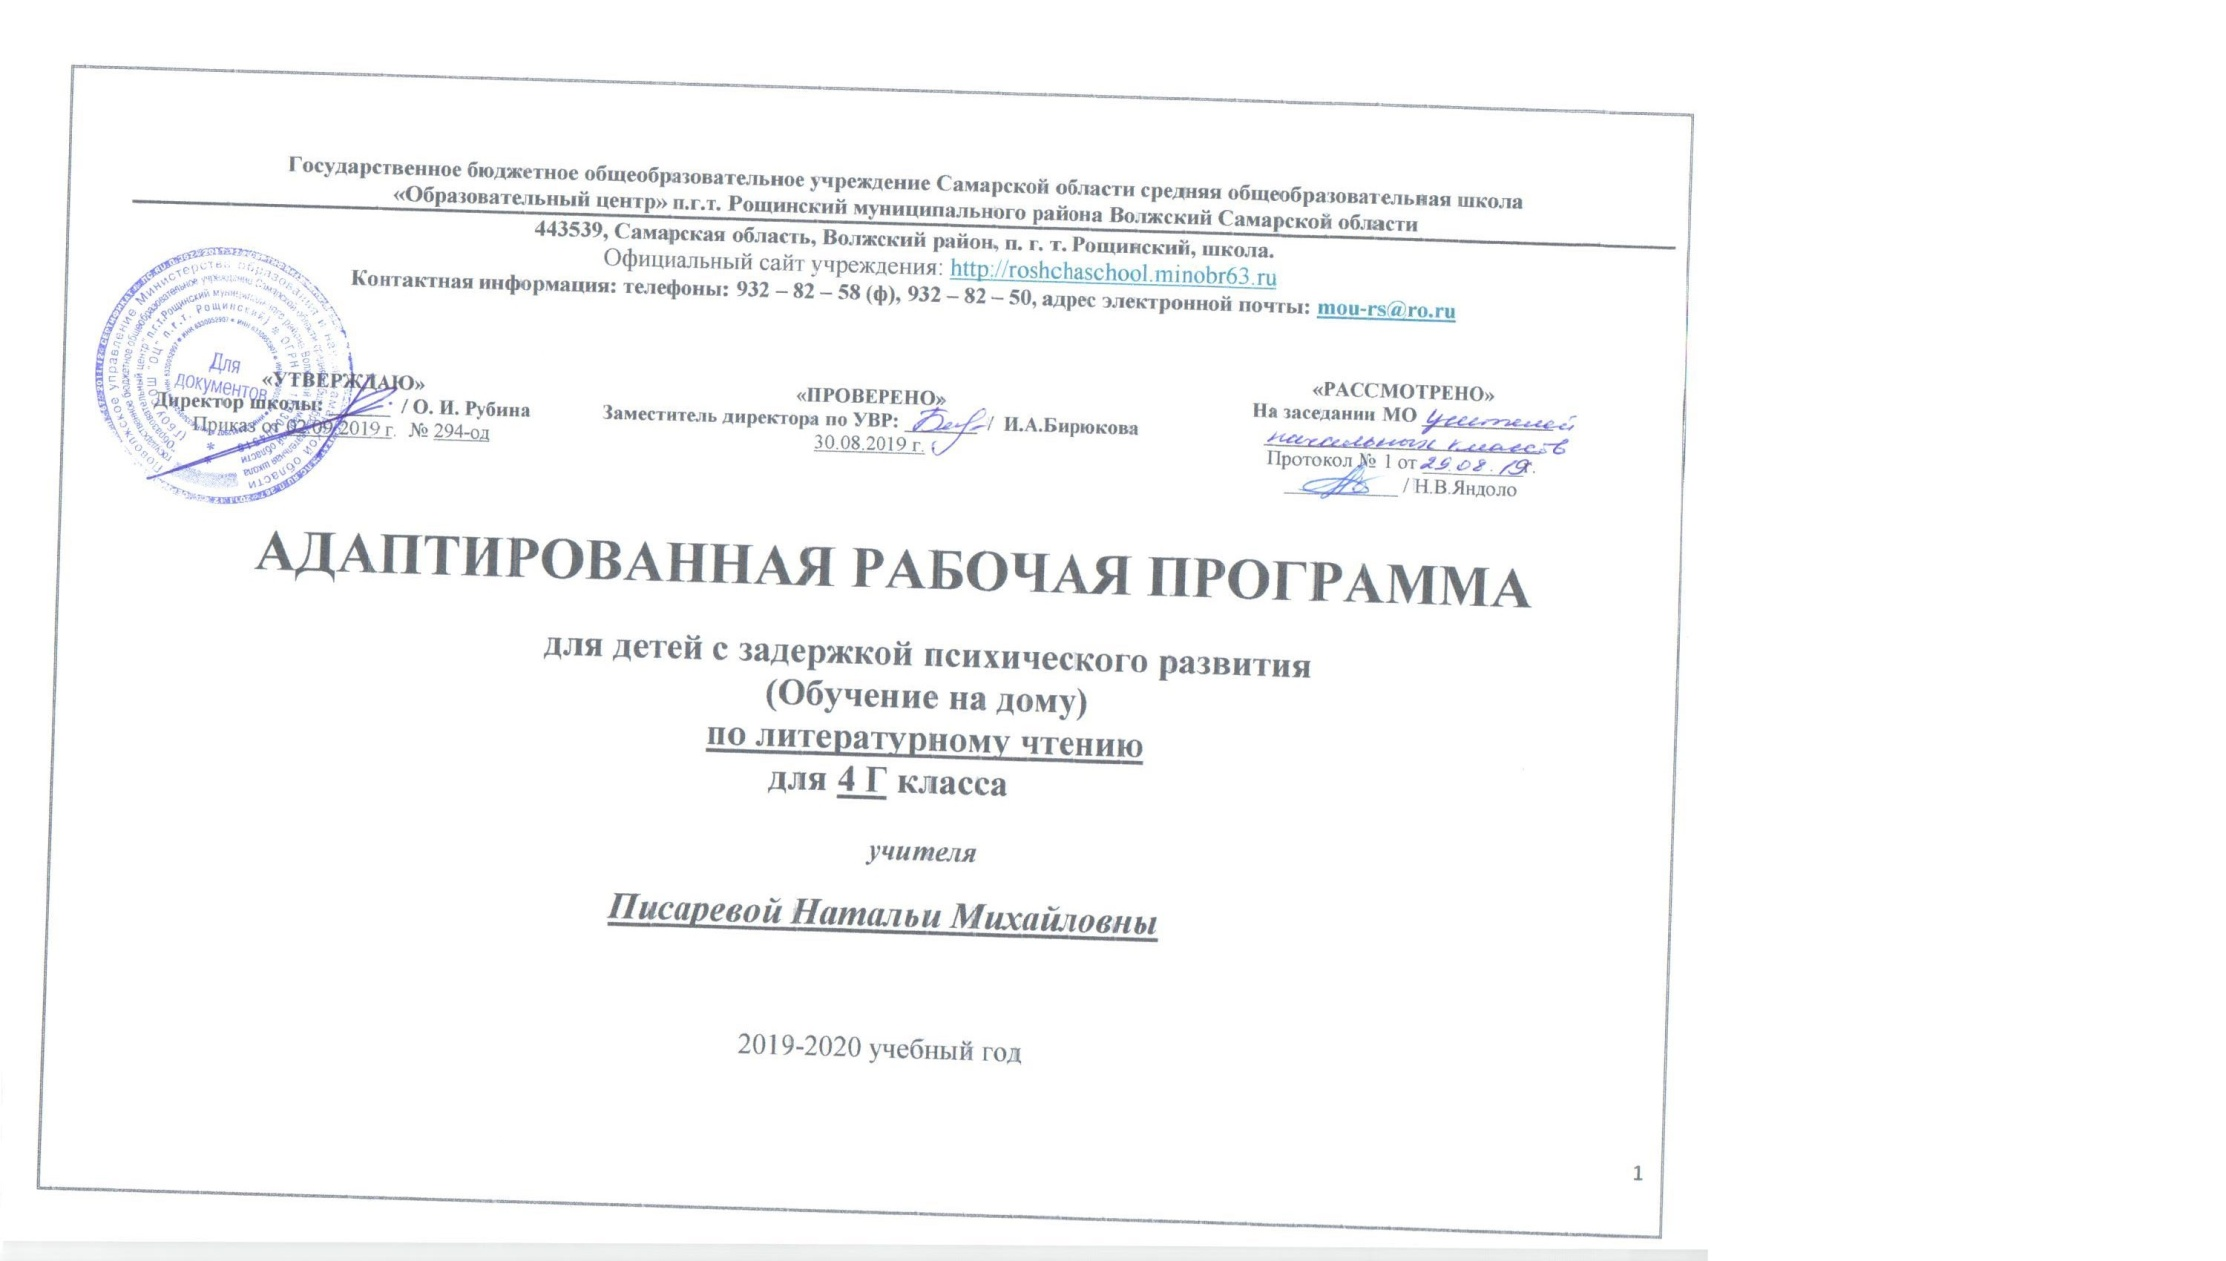 Государственное бюджетное общеобразовательное учреждение Самарской области средняя общеобразовательная школа
«Образовательный центр» п.г.т. Рощинский муниципального района Волжский Самарской области
443539, Самарская область, Волжский район, п. г. т. Рощинский, школа.
Официальный сайт учреждения: http://roshchaschool.minobr63.ru
Контактная информация: телефоны: 932 – 82 – 58 (ф), 932 – 82 – 50, адрес электронной почты: mou-rs@ro.ru
Для
документов
«УТВЕРЖДАЮ»
Директор школы: / О. И. Рубина
Приказ от 02.09.2019 г. № 294-од
«ПРОВЕРЕНО»
Заместитель директора по УВР: / И.А.Бирюкова
30.08.2019 г.
«РАССМОТРЕНО»
На заседании МО учителей
начальных классов
Протокол № 1 от 29.08.19г.
/ Н.В.Яндоло
АДАПТИРОВАННАЯ РАБОЧАЯ ПРОГРАММА
для детей с задержкой психического развития
(Обучение на дому)
по литературному чтению
для 4 Г класса
учителя
Писаревой Натальи Михайловны
2019-2020 учебный год
1